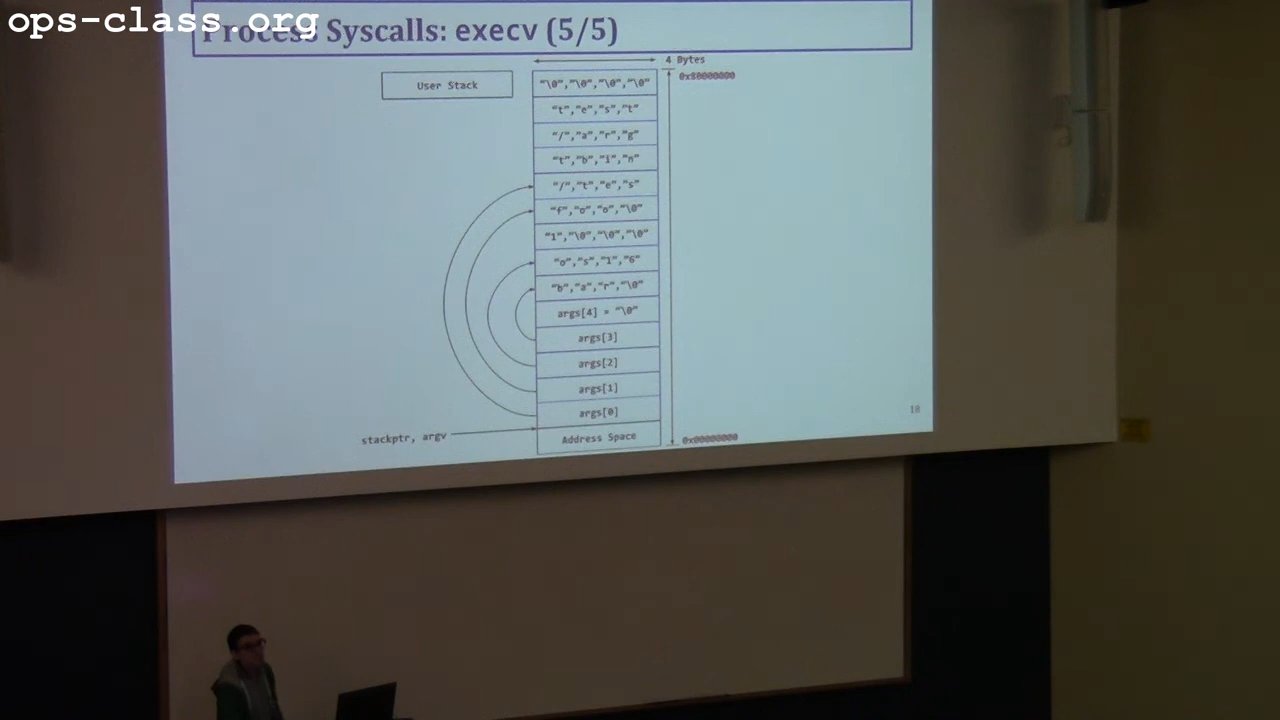 ops-class.org
Process Syscalls: execv (5/5)
4 Bytes
User Stack
0x80000000
"\0","\0","\0","\0"
"t","e","s","t"
"/","a","r","g"
"t","b","i","n"
"/","t","e","s"
"f","o","o","\0"
"1","\0","\0","\0"
"o","s","1","6"
"b","a","r","\0"
args[4] = "\0"
args[3]
args[2]
args[1]
args[0]
18
stackptr, argv
Address Space
0x00000000